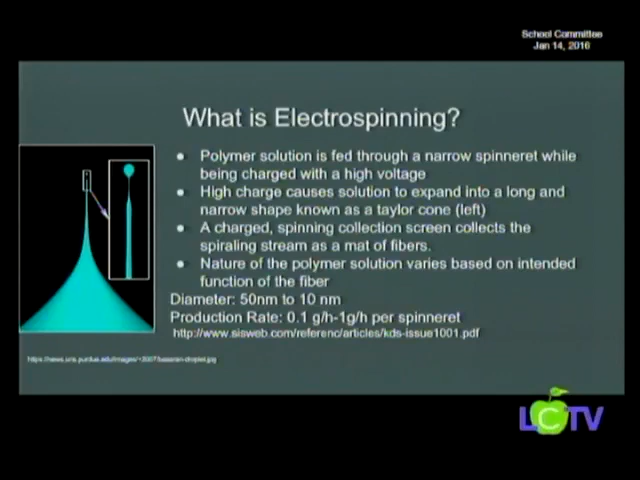 School Committee
Jan 14, 2016
What is Electrospinning?
Polymer solution is fed through a narrow spinneret while
being charged with a high voltage
High charge causes solution to expand into a long and
narrow shape known as a taylor cone (left)
A charged, spinning collection screen collects the
spiraling stream as a mat of fibers.
Nature of the polymer solution varies based on intended
function of the fiber
Diameter: 50nm to 10 nm
Production Rate: 0.1 g/h-1g/h per spinneret
http://www.sisweb.com/referenc/articles/kds-issue1001.pdf
LCTV